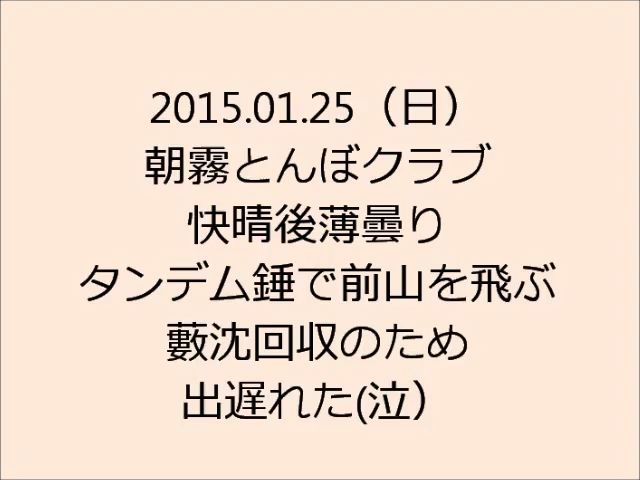 2015.01.25（日）
朝霧とんぼクラブ
快晴後薄曇り
タンデム錘で前山を飛ぶ
藪沈回収のため
出遅れた(泣）